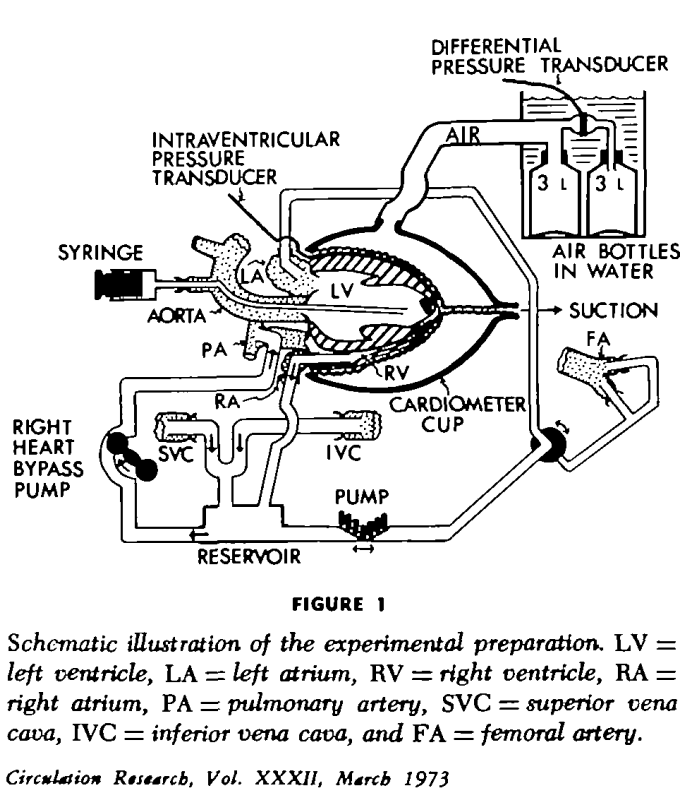 DIFFERENTIAL
PRESSURE TRANSDUCER
AIR
INTRAVENTRICULAR
PRESSURE
TRANSDUCER
3 L
3 L
SYRINGE
LA
LV
AIR BOTTLES
IN WATER
SUCTION
AORTA
FA
PA
RV
RA
CARDIOMETER
CUP
RIGHT
HEART
BYPASS
PUMP
SVC
IVC
PUMP
RESERVOIR
FIGURE 1
Schematic illustration of the experimental preparation. LV =
left ventricle, LA = left atrium, RV = right ventricle, RA =
right atrium, PA = pulmonary artery, SVC = superior vena
cava, IVC = inferior vena cava, and FA = femoral artery.
Circulation Research, Vol. XXXII, March 1973